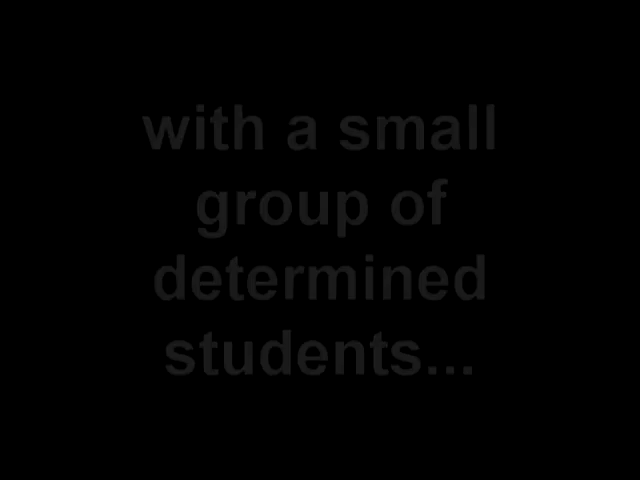 with a small
group of
determined
students...